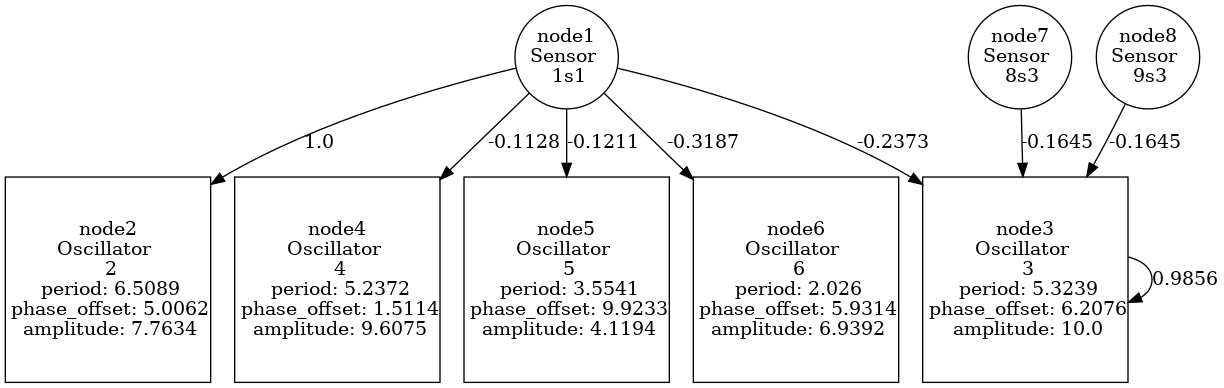 node1
Sensor
1s1
node7
Sensor
8s3
node8
Sensor
9s3
1.0
-0.1128
-0.1211
-0.3187
-0.2373
-0.1645
-0.1645
node2
Oscillator
2
period: 6.5089
phase_offset: 5.0062
amplitude: 7.7634
node4
Oscillator
4
period: 5.2372
phase_offset: 1.5114
amplitude: 9.6075
node5
Oscillator
5
period: 3.5541
phase_offset: 9.9233
amplitude: 4.1194
node6
Oscillator
6
period: 2.026
phase_offset: 5.9314
amplitude: 6.9392
node3
Oscillator
3
period: 5.3239
phase_offset: 6.2076
amplitude: 10.0
0.9856